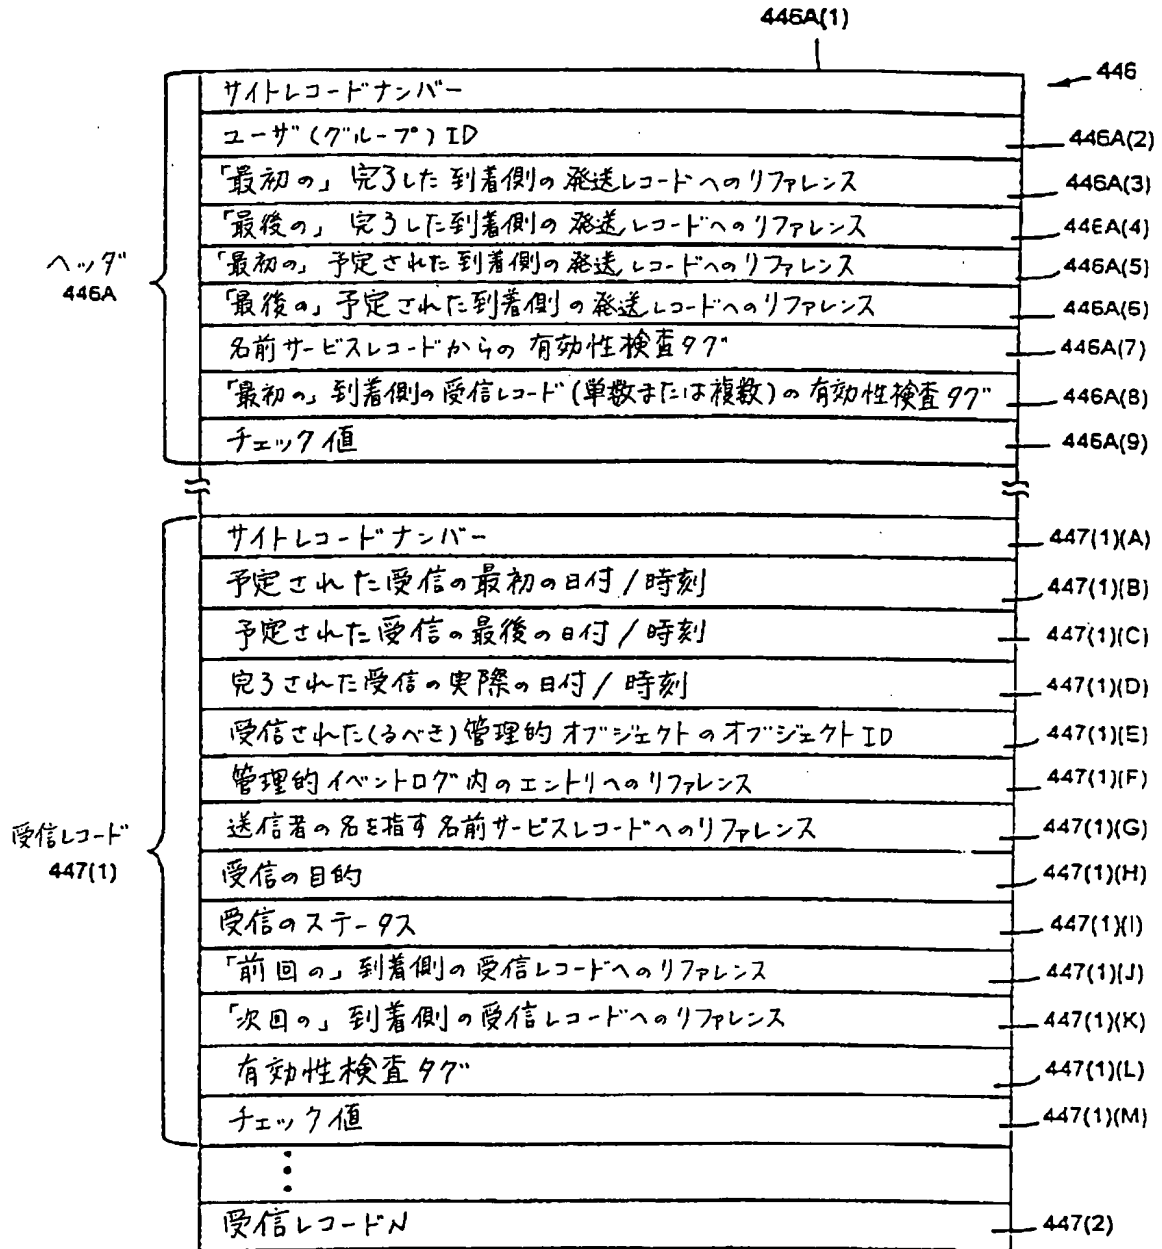 446A(1)
446
サイトレコードナンバー
ユーザ(グループ)ID 446A(2)
「最初の」完了した到着側の発送レコードへのリファレンス 446A(3)
「最後の」完了した到着側の発送レコードへのリファレンス 446A(4)
「最初の」予定された到着側の発送レコードへのリファレンス 446A(5)
「最後の」予定された到着側の発送レコードへのリファレンス 446A(6)
名前サービスレコードからの有効性検査タグ 446A(7)
「最初の」到着側の受信レコード(単数または複数)の有効性検査タグ 446A(8)
チェック値 446A(9)
ヘッダ
446A
サイトレコードナンバー 447(1)(A)
予定された受信の最初の日付/時刻 447(1)(B)
予定された受信の最後の日付/時刻 447(1)(C)
完了された受信の実際の日付/時刻 447(1)(D)
受信された(るべき)管理的オブジェクトのオブジェクトID 447(1)(E)
管理的イベントログ内のエントリへのリファレンス 447(1)(F)
送信者の名を指す名前サービスレコードへのリファレンス 447(1)(G)
受信の目的 447(1)(H)
受信のステータス 447(1)(I)
「前回の」到着側の受信レコードへのリファレンス 447(1)(J)
「次回の」到着側の受信レコードへのリファレンス 447(1)(K)
有効性検査タグ 447(1)(L)
チェック値 447(1)(M)
受信レコード
447(1)
受信レコードN 447(2)